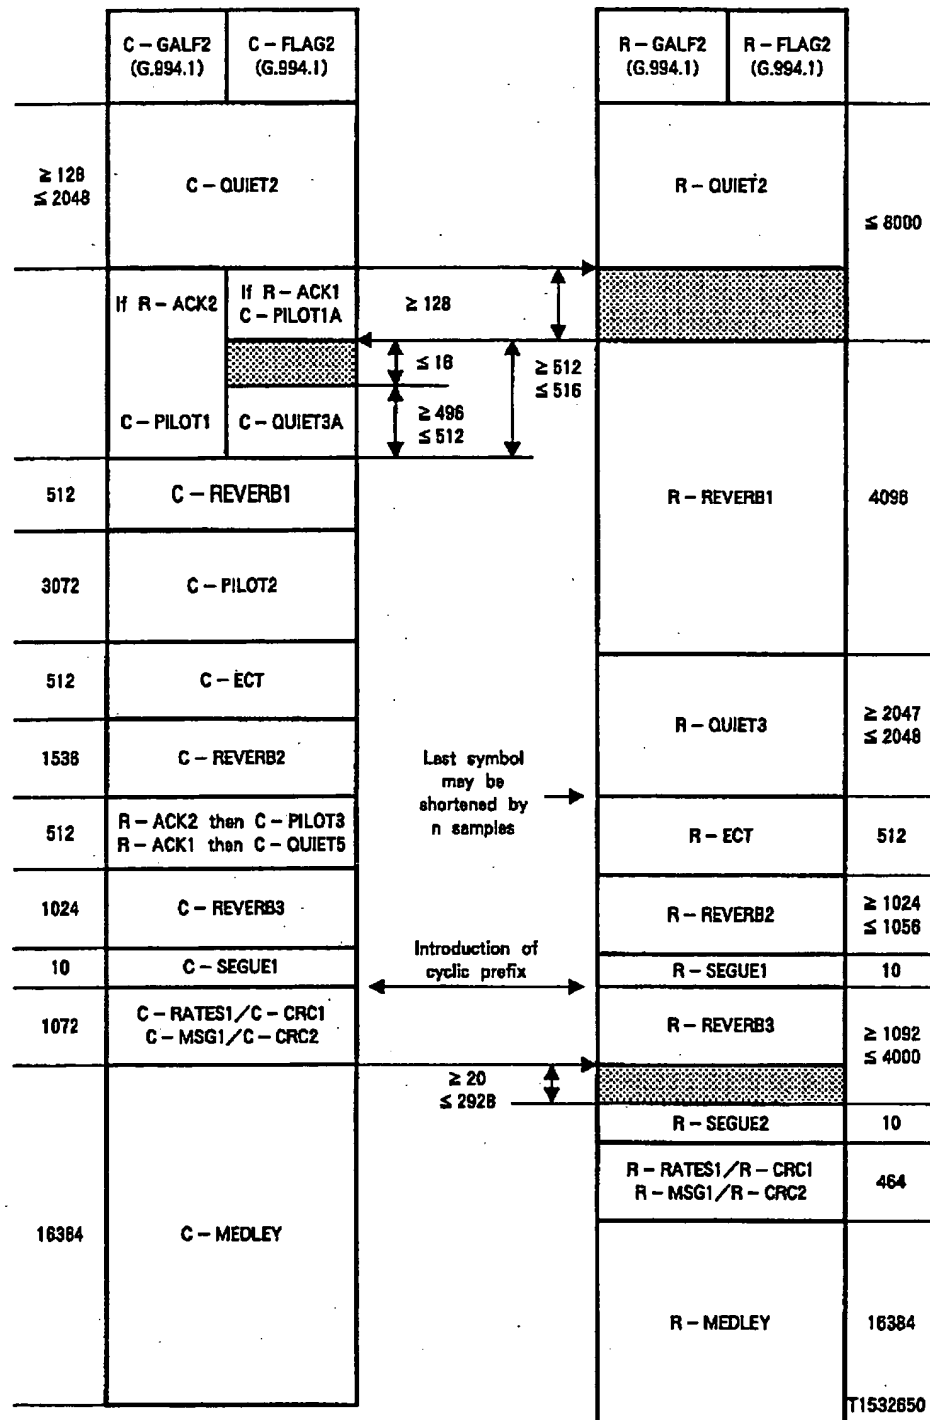 C – GALF2
(G.994.1)
C – FLAG2
(G.994.1)
R – GALF2
(G.994.1)
R – FLAG2
(G.994.1)
≥ 128
≤ 2048
C – QUIET2
R – QUIET2
≤ 8000
If R – ACK2
If R – ACK1
C – PILOT1A
≥ 128
≤ 16
≥ 512
≤ 516
C – PILOT1
C – QUIET3A
≥ 496
≤ 512
512
C – REVERB1
R – REVERB1
4096
3072
C – PILOT2
512
C – ECT
R – QUIET3
≥ 2047
≤ 2048
1536
C – REVERB2
Last symbol
may be
shortened by
n samples
512
R – ACK2 then C – PILOT3
R – ACK1 then C – QUIET5
R – ECT
512
1024
C – REVERB3
R – REVERB2
≥ 1024
≤ 1056
10
C – SEGUE1
Introduction of
cyclic prefix
R – SEGUE1
10
1072
C – RATES1/C – CRC1
C – MSG1/C – CRC2
R – REVERB3
≥ 1092
≤ 4000
≥ 20
≤ 2928
R – SEGUE2
10
R – RATES1/R – CRC1
R – MSG1/R – CRC2
464
16384
C – MEDLEY
R – MEDLEY
16384
T1532650